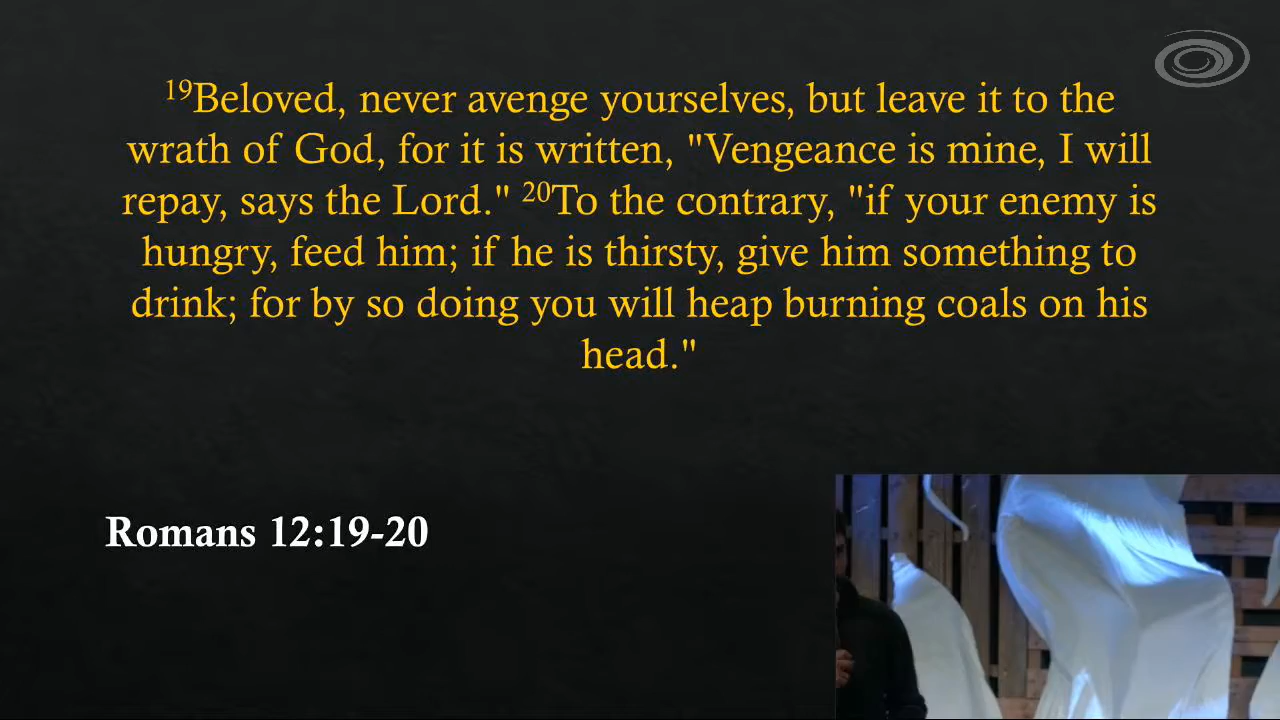 19Beloved, never avenge yourselves, but leave it to the
wrath of God, for it is written, "Vengeance is mine, I will
repay, says the Lord." 20To the contrary, "if your enemy is
hungry, feed him; if he is thirsty, give him something to
drink; for by so doing you will heap burning coals on his
head."
Romans 12:19-20